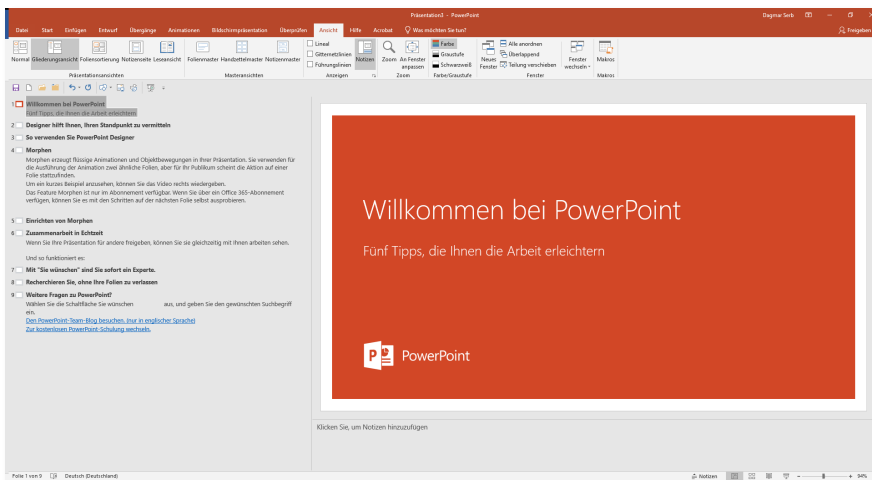 Präsentation3 - PowerPoint
Dagmar Serb
Datei Start Einfügen Entwurf Übergänge Animationen Bildschirmpräsentation Überprüfen Ansicht Hilfe Acrobat Was möchten Sie tun?
Freigeben
Normal Gliederungsansicht Foliensortierung Notizenseite Leseansicht
Präsentationsansichten
Folienmaster Handzettelmaster Notizenmaster
Masteransichten
Lineal
Gitternetzlinien
Führungslinien
Notizen
Anzeigen
Zoom An Fenster anpassen
Zoom
Farbe
Graustufe
Schwarzweiß
Farbe/Graustufe
Neues Fenster
Alle anordnen
Überlappend
Teilung verschieben
Fenster wechseln
Fenster
Makros
Makros
1 Willkommen bei PowerPoint
Fünf Tipps, die Ihnen die Arbeit erleichtern
2 Designer hilft Ihnen, Ihren Standpunkt zu vermitteln
3 So verwenden Sie PowerPoint Designer
4 Morphen
Morphen erzeugt flüssige Animationen und Objektbewegungen in Ihrer Präsentation. Sie verwenden für
die Ausführung der Animation zwei ähnliche Folien, aber für Ihr Publikum scheint die Aktion auf einer
Folie stattzufinden.
Um ein kurzes Beispiel anzusehen, können Sie das Video rechts wiedergeben.
Das Feature Morphen ist nur im Abonnement verfügbar. Wenn Sie über ein Office 365-Abonnement
verfügen, können Sie es mit den Schritten auf der nächsten Folie selbst ausprobieren.
5 Einrichten von Morphen
6 Zusammenarbeit in Echtzeit
Wenn Sie Ihre Präsentation für andere freigeben, können Sie sie gleichzeitig mit Ihnen arbeiten sehen.
Und so funktioniert es:
7 Mit "Sie wünschen" sind Sie sofort ein Experte.
8 Recherchieren Sie, ohne Ihre Folien zu verlassen
9 Weitere Fragen zu PowerPoint?
Wählen Sie die Schaltfläche Sie wünschen aus, und geben Sie den gewünschten Suchbegriff
ein.
Den PowerPoint-Team-Blog besuchen. (nur in englischer Sprache)
Zur kostenlosen PowerPoint-Schulung wechseln.
Willkommen bei PowerPoint
Fünf Tipps, die Ihnen die Arbeit erleichtern
P PowerPoint
Klicken Sie, um Notizen hinzuzufügen
Folie 1 von 9 Deutsch (Deutschland)
Notizen
94%